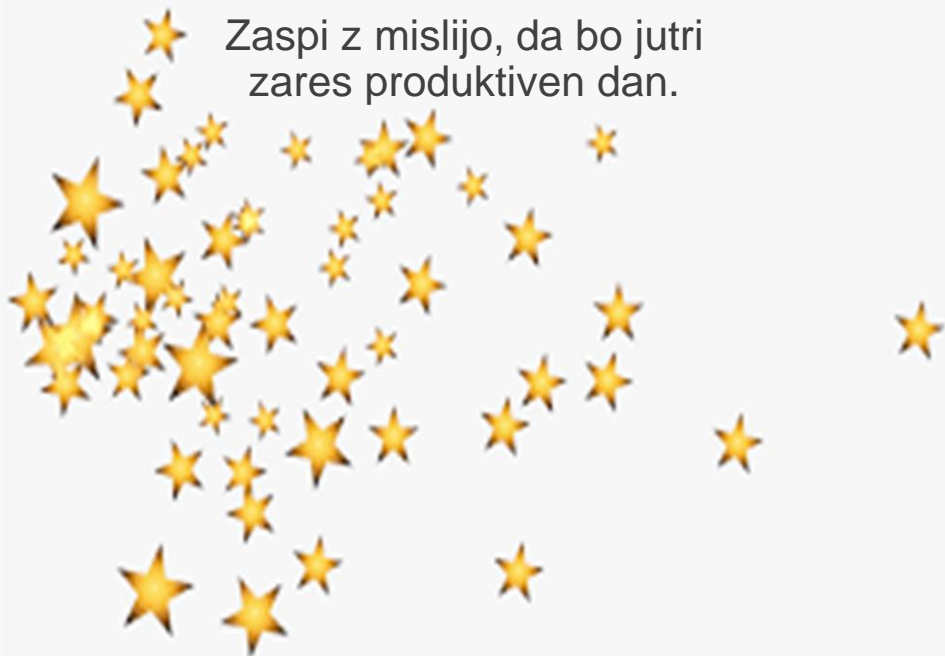 Zaspi z mislijo, da bo jutri
zares produktiven dan.